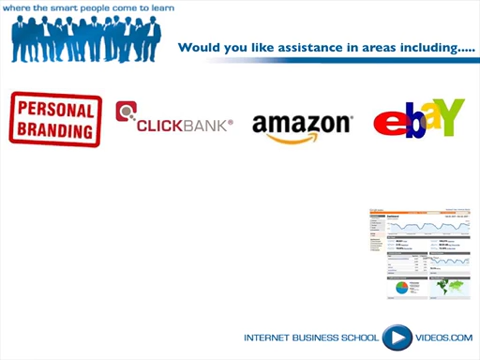 where the smart people come to learn
Would you like assistance in areas including.....
PERSONAL
BRANDING
CLICKBANK®
amazon
ebaY
INTERNET BUSINESS SCHOOL VIDEOS.COM